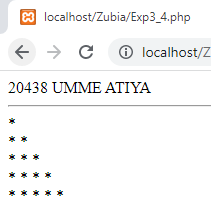 localhost/Zubia/Exp3_4.php
localhost/Z
20438 UMME ATIYA
*
* *
* * *
* * * *
* * * * *